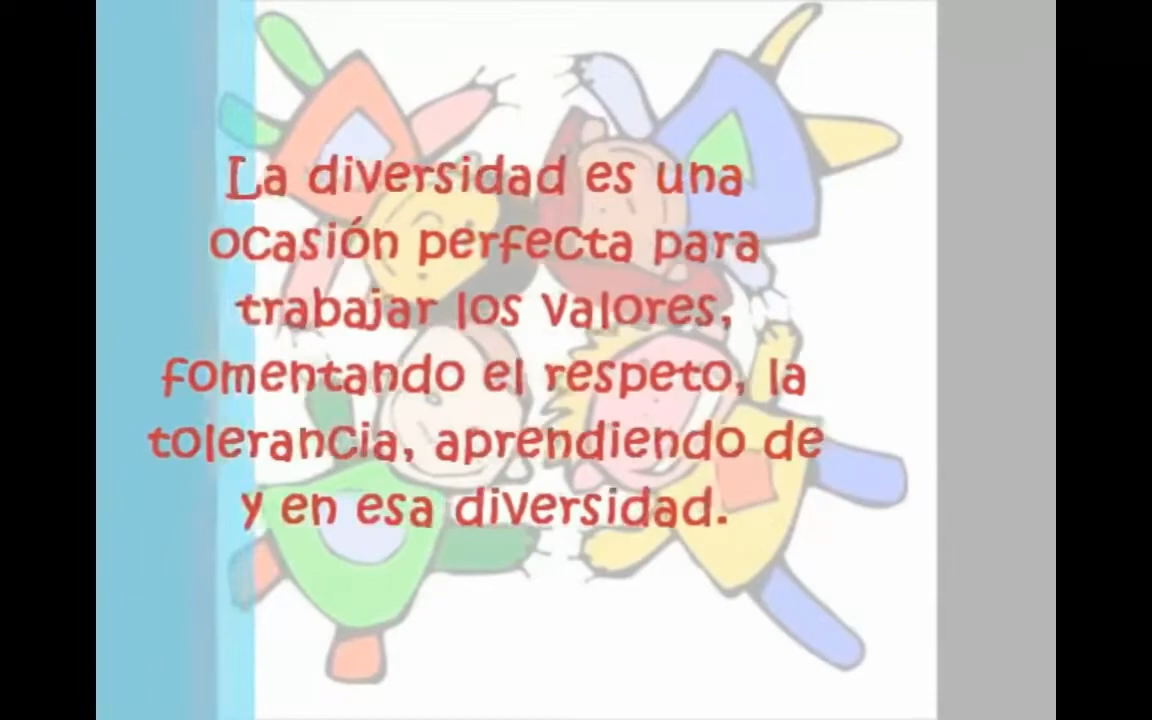 La diversidad es una
ocasión perfecta para
trabajar los valores,
fomentando el respeto, la
tolerancia, aprendiendo de
y en esa diversidad.